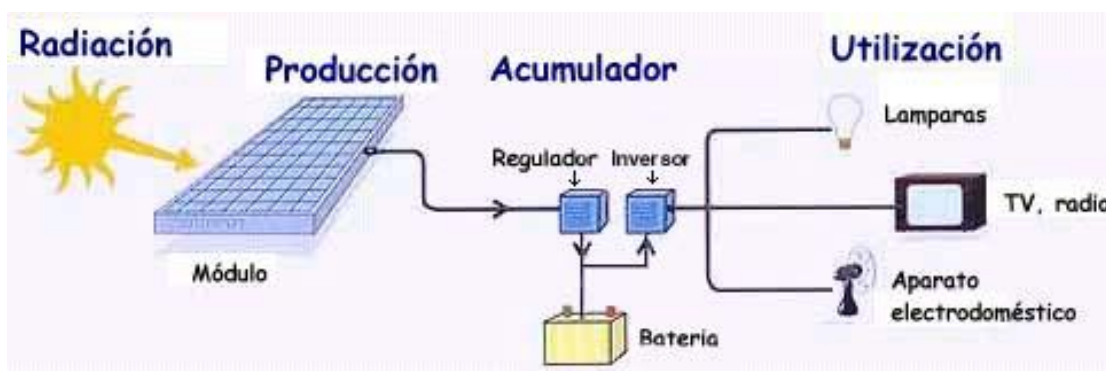 Radiación
Producción
Acumulador
Utilización
Lamparas
Regulador
Inversor
TV, radio
Módulo
Aparato
electrodoméstico
Bateria